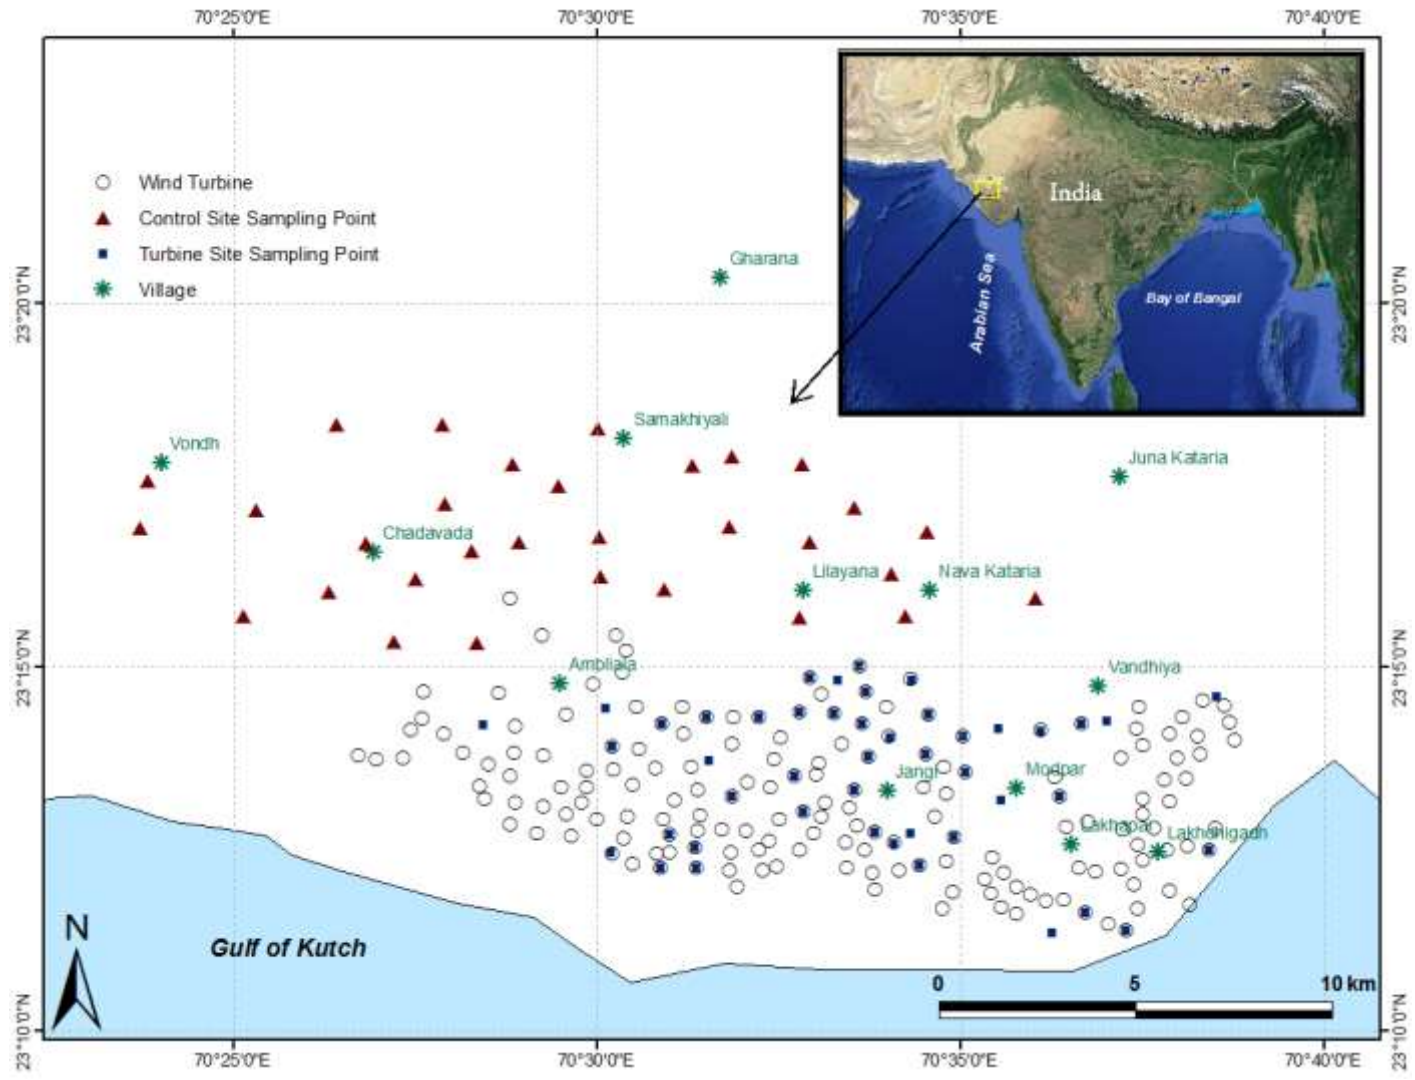 70°25'0"E 70°30'0"E 70°35'0"E 70°40'0"E
Wind Turbine
Control Site Sampling Point
Turbine Site Sampling Point
Village
India
Arabian Sea
Bay of Bangal
Gharana
23°20'0"N 23°20'0"N
Samakhiyali
Vondh
Juna Kataria
Chadavada
Lilayana
Nava Kataria
23°15'0"N 23°15'0"N
Ambliala
Vandhiya
Jangi
Modpar
Lakhapar
Lakhdhigadh
N
Gulf of Kutch
0 5 10 km
23°10'0"N 23°10'0"N
70°25'0"E 70°30'0"E 70°35'0"E 70°40'0"E